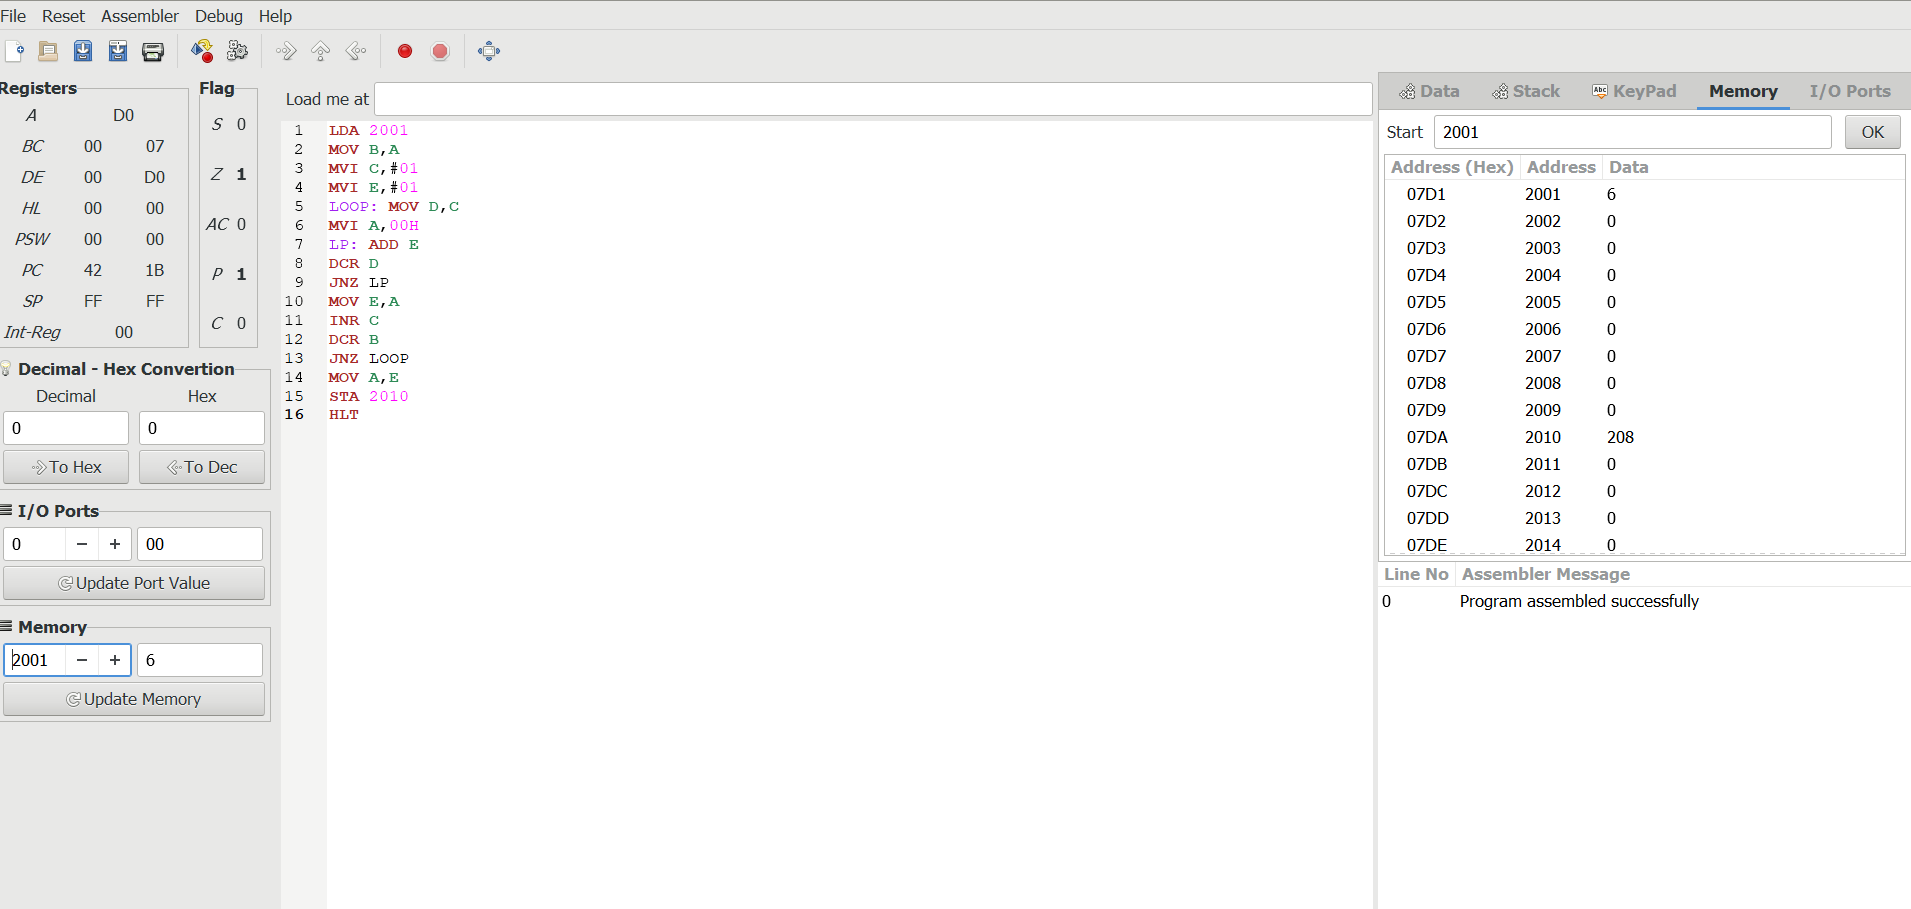 File Reset Assembler Debug Help
Registers
A D0
BC 00 07
DE 00 D0
HL 00 00
PSW 00 00
PC 42 1B
SP FF FF
Int-Reg 00
Flag
S 0
Z 1
AC 0
P 1
C 0
Decimal - Hex Convertion
Decimal Hex
0 0
To Hex To Dec
I/O Ports
0 − + 00
Update Port Value
Memory
2001 − + 6
Update Memory
Load me at
1 LDA 2001
2 MOV B,A
3 MVI C,#01
4 MVI E,#01
5 LOOP: MOV D,C
6 MVI A,00H
7 LP: ADD E
8 DCR D
9 JNZ LP
10 MOV E,A
11 INR C
12 DCR B
13 JNZ LOOP
14 MOV A,E
15 STA 2010
16 HLT
Data Stack Abc KeyPad Memory I/O Ports
Start 2001 OK
Address (Hex) Address Data
07D1 2001 6
07D2 2002 0
07D3 2003 0
07D4 2004 0
07D5 2005 0
07D6 2006 0
07D7 2007 0
07D8 2008 0
07D9 2009 0
07DA 2010 208
07DB 2011 0
07DC 2012 0
07DD 2013 0
07DE 2014 0
Line No Assembler Message
0 Program assembled successfully